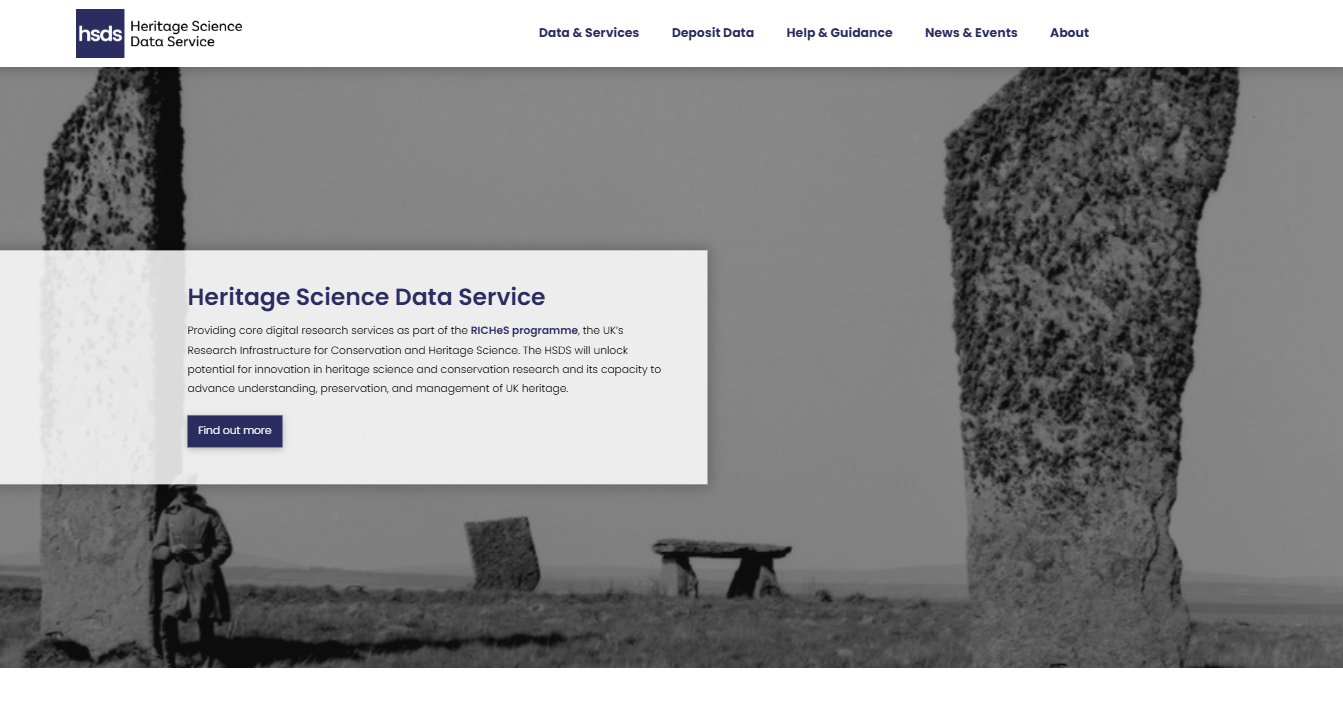 hsds
Heritage Science
Data Service
Data & Services
Deposit Data
Help & Guidance
News & Events
About
Heritage Science Data Service
Providing core digital research services as part of the RICHeS programme, the UK's
Research Infrastructure for Conservation and Heritage Science. The HSDS will unlock
potential for innovation in heritage science and conservation research and its capacity to
advance understanding, preservation, and management of UK heritage.
Find out more